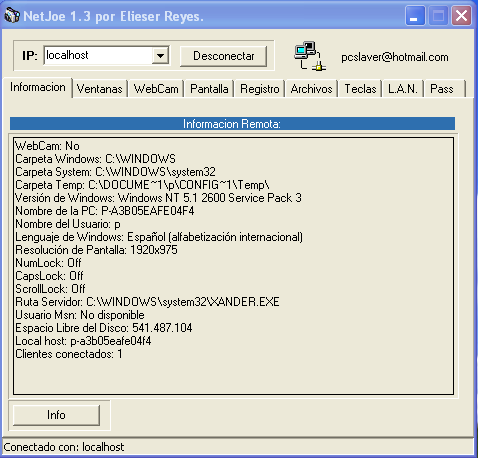 NetJoe 1.3 por Elieser Reyes.
IP: localhost Desconectar pcslaver@hotmail.com
Informacion Ventanas WebCam Pantalla Registro Archivos Teclas L.A.N. Pass
Informacion Remota:
WebCam: No
Carpeta Windows: C:\WINDOWS
Carpeta System: C:\WINDOWS\system32
Carpeta Temp: C:\DOCUME~1\p\CONFIG~1\Temp\
Versión de Windows: Windows NT 5.1 2600 Service Pack 3
Nombre de la PC: P-A3B05EAFE04F4
Nombre del Usuario: p
Lenguaje de Windows: Español (alfabetización internacional)
Resolución de Pantalla: 1920x975
NumLock: Off
CapsLock: Off
ScrollLock: Off
Ruta Servidor: C:\WINDOWS\system32\XANDER.EXE
Usuario Msn: No disponible
Espacio Libre del Disco: 541.487.104
Local host: p-a3b05eafe04f4
Clientes conectados: 1
Info
Conectado con: localhost